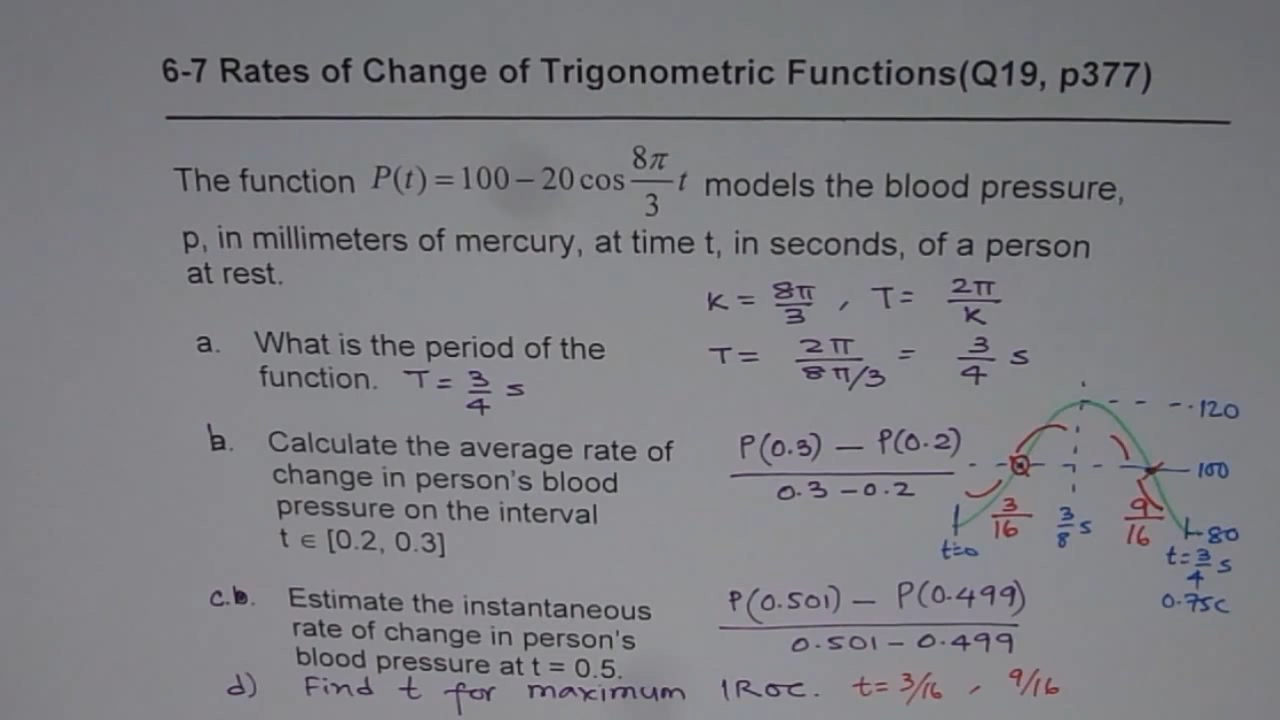 6-7 Rates of Change of Trigonometric Functions(Q19, p377)
The function P(t) = 100 – 20 cos 8π/3 t models the blood pressure,
p, in millimeters of mercury, at time t, in seconds, of a person
at rest.
K = 8π/3 , T = 2π/K
a. What is the period of the
function. T = 3/4 s
T = 2π/8π/3 = 3/4 s
b. Calculate the average rate of
change in person's blood
pressure on the interval
t ∈ [0.2, 0.3]
P(0.3) – P(0.2)
0.3 – 0.2
120
100
80
t=0
3/16
3/8 s
9/16
t = 3/4 s
0.75
c. b. Estimate the instantaneous
rate of change in person's
blood pressure at t = 0.5.
P(0.501) – P(0.499)
0.501 – 0.499
d) Find t for maximum IROC. t = 3/16 , 9/16